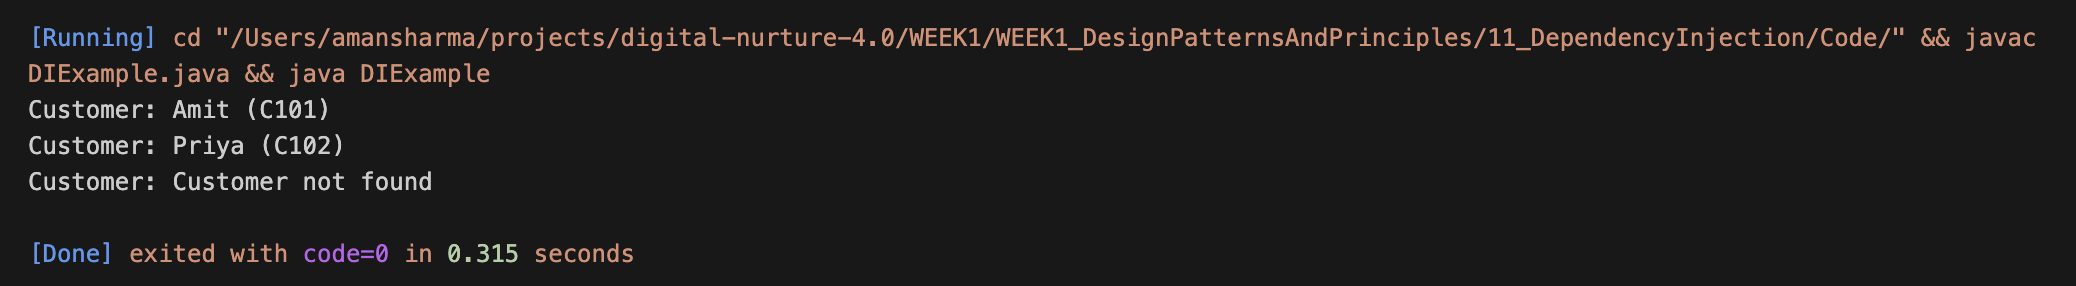 [Running] cd "/Users/amansharma/projects/digital-nurture-4.0/WEEK1/WEEK1_DesignPatternsAndPrinciples/11_DependencyInjection/Code/" && javac
DIExample.java && java DIExample
Customer: Amit (C101)
Customer: Priya (C102)
Customer: Customer not found
[Done] exited with code=0 in 0.315 seconds